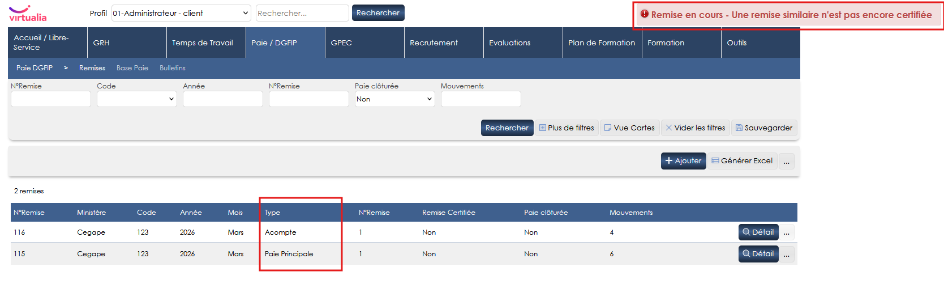 virtualia
Profil 01-Administrateur - client Rechercher... Rechercher
Remise en cours - Une remise similaire n'est pas encore certifiée
Accueil / Libre-
Service
GRH Temps de Travail Paie / DGFIP GPEC Recrutement Evaluations Plan de Formation Formation Outils
Paie DGFIP > Remises Base Paie Bulletins
N°Remise Code Année N°Remise Paie clôturée Mouvements
Non
Rechercher Plus de filtres Vue Cartes Vider les filtres Sauvegarder
+ Ajouter Générer Excel ...
2 remises
N°Remise Ministère Code Année Mois Type N°Remise Remise Certifiée Paie clôturée Mouvements
116 Cegape 123 2026 Mars Acompte 1 Non Non 4 Détail ...
115 Cegape 123 2026 Mars Paie Principale 1 Non Non 6 Détail ...